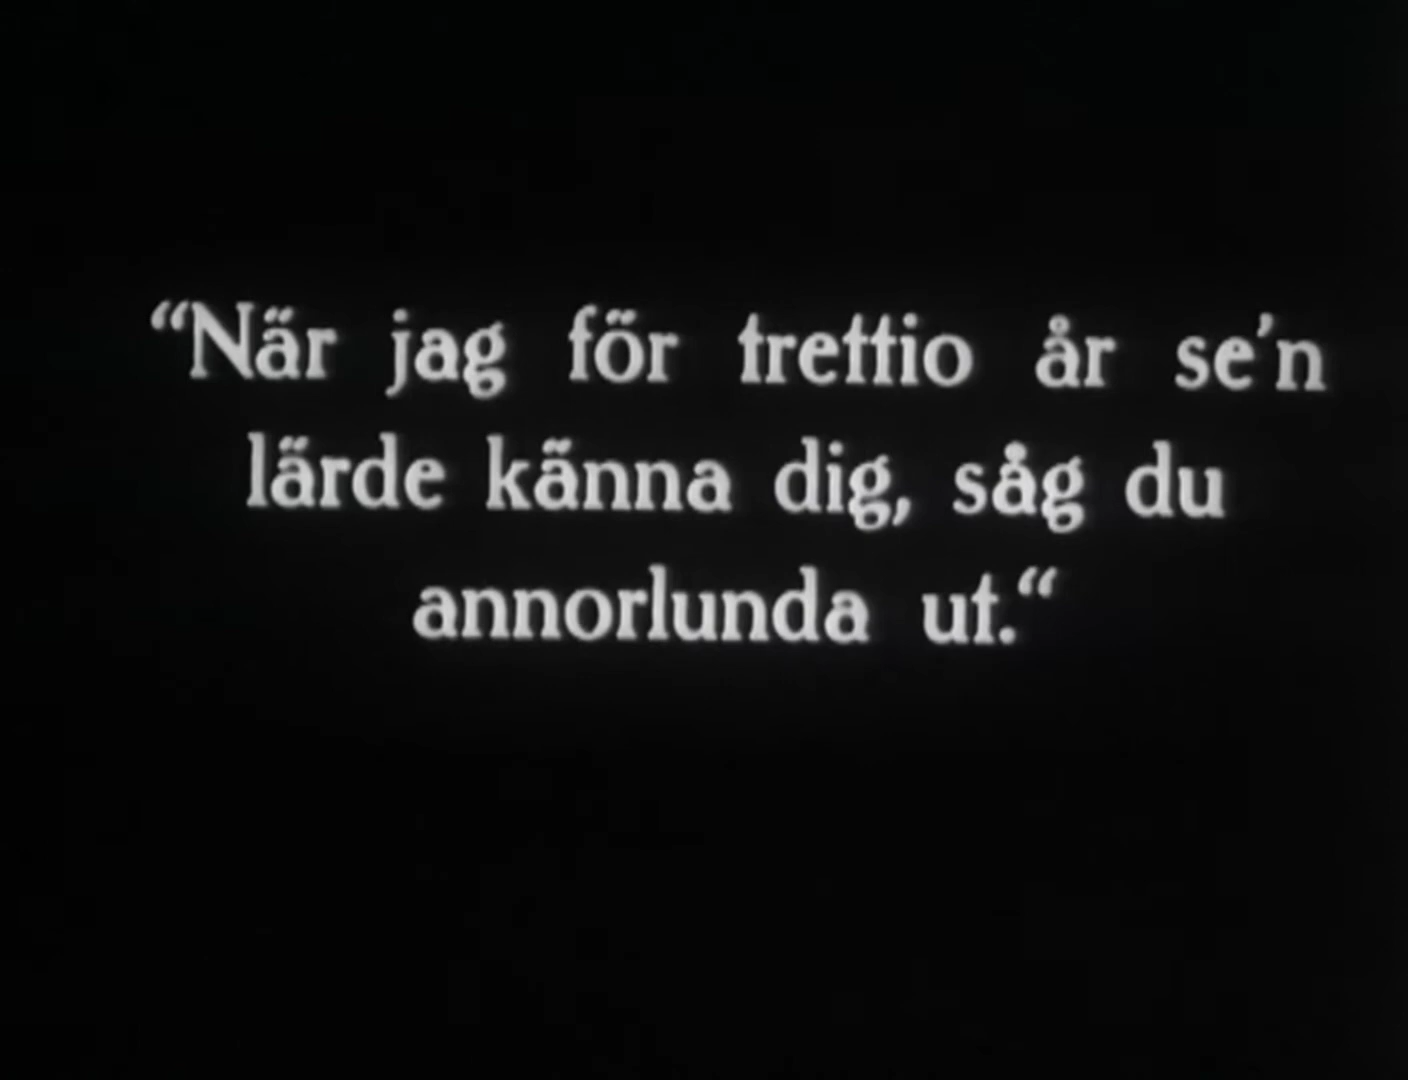 “När jag för trettio år se’n
lärde känna dig, såg du
annorlunda ut.“